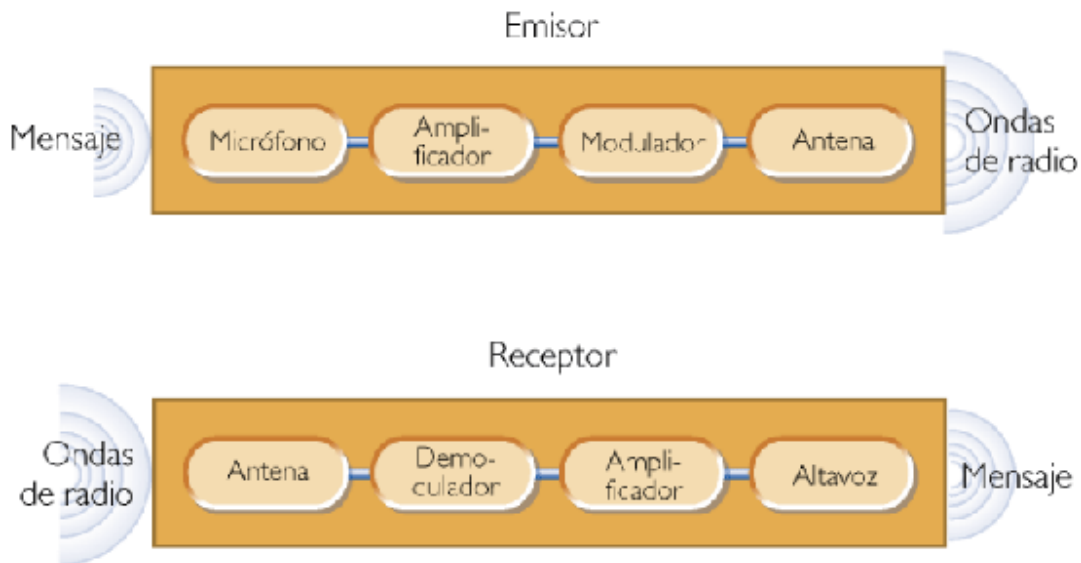 Emisor
Mensaje
Micrófono
Ampli-
ficador
Modulador
Antena
Ondas
de radio
Receptor
Ondas
de radio
Antena
Demo-
culador
Ampli-
ficador
Altavoz
Mensaje